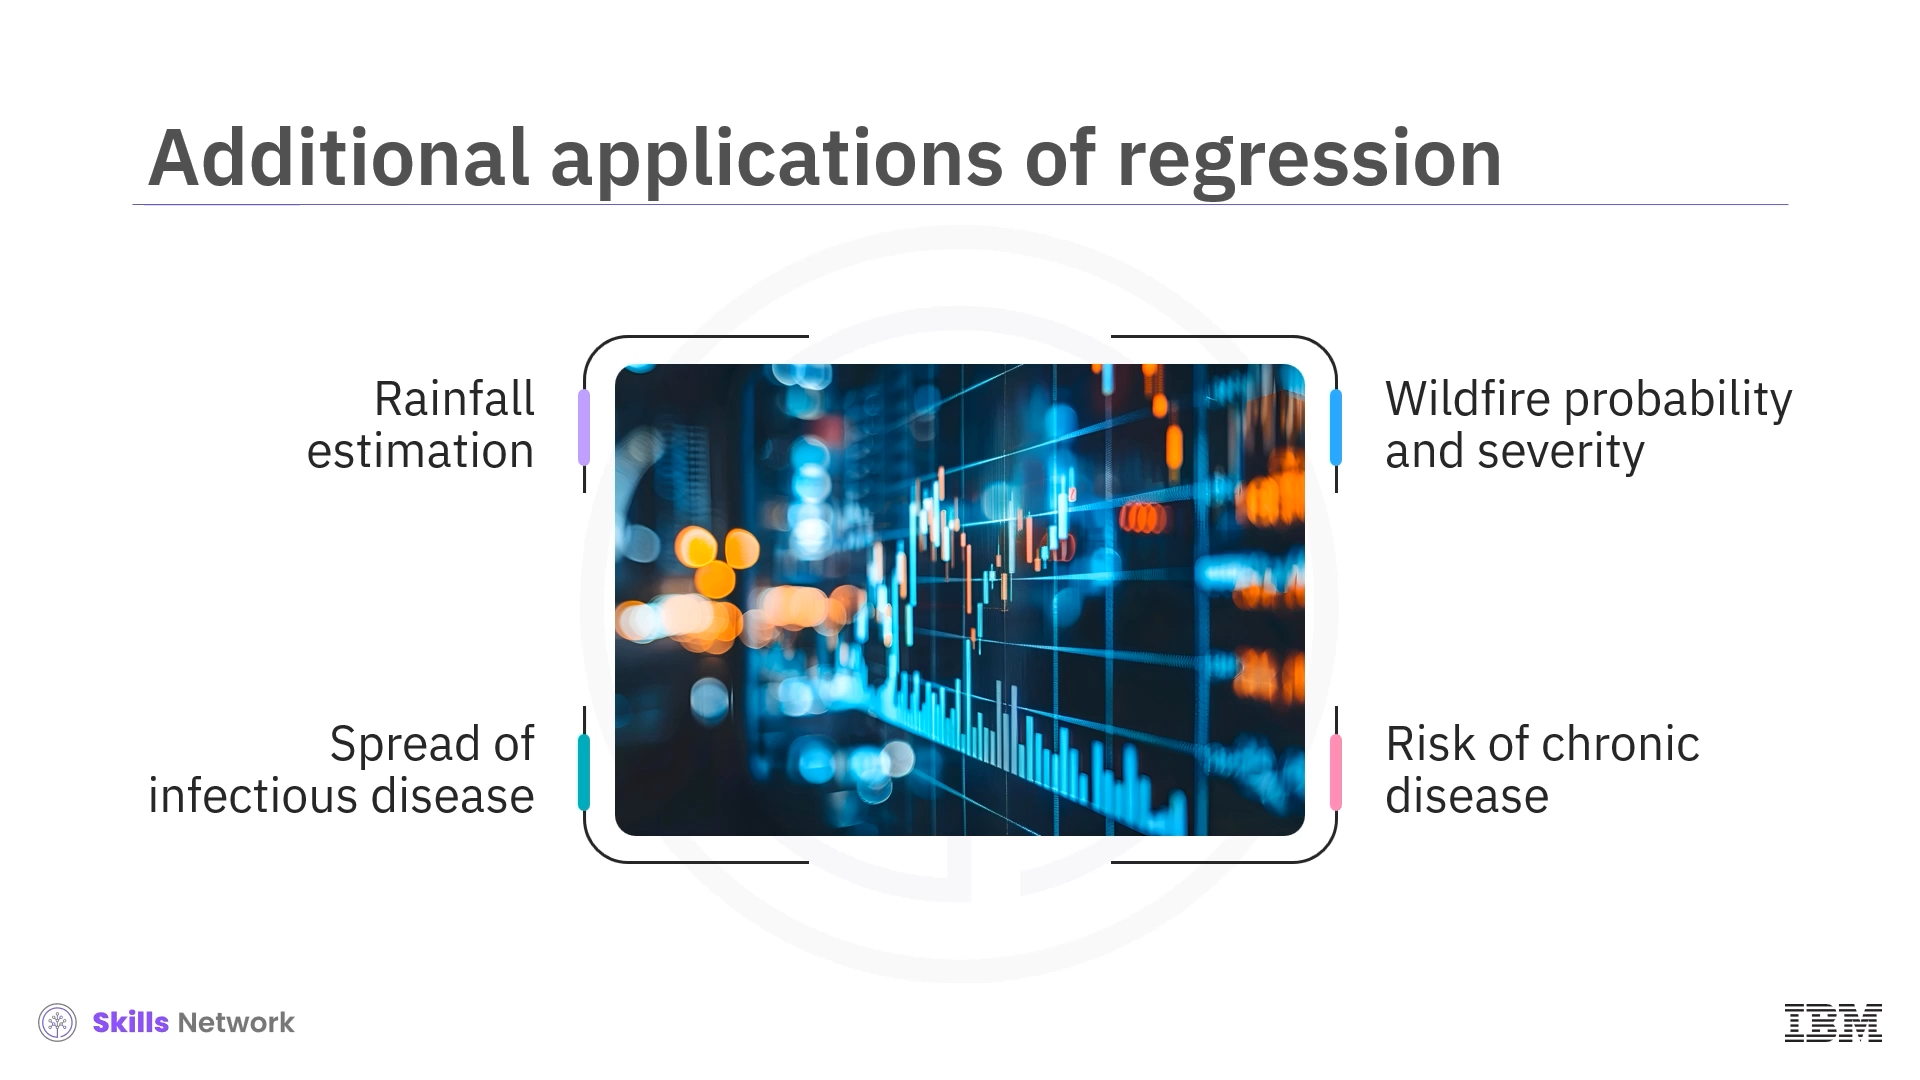 Additional applications of regression
Rainfall
estimation
Wildfire probability
and severity
Spread of
infectious disease
Risk of chronic
disease
Skills Network
IBM